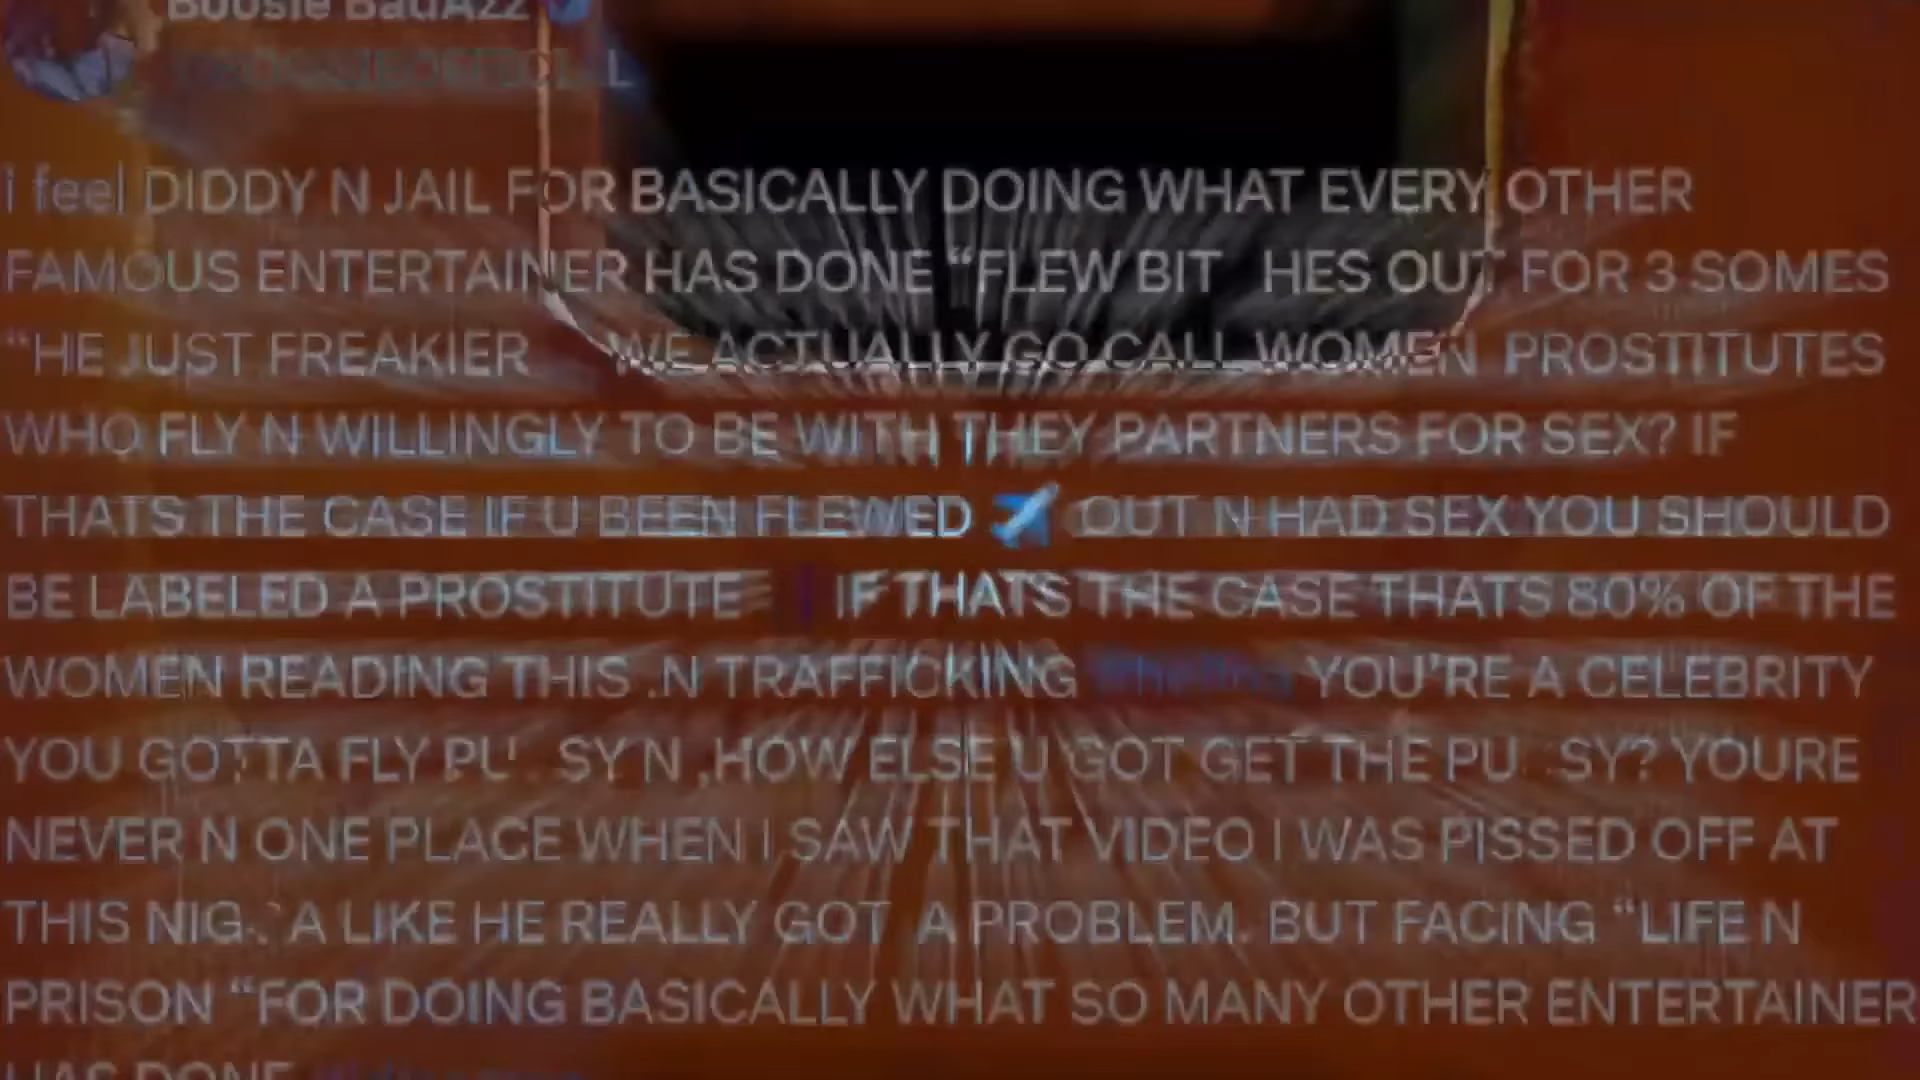 Boosie BadAzz
i feel DIDDY N JAIL FOR BASICALLY DOING WHAT EVERY OTHER
FAMOUS ENTERTAINER HAS DONE “FLEW BIT HES OUT FOR 3 SOMES
“HE JUST FREAKIER WE ACTUALLY GO CALL WOMEN PROSTITUTES
WHO FLY N WILLINGLY TO BE WITH THEY PARTNERS FOR SEX? IF
THATS THE CASE IF U BEEN FLEWED ✈️ OUT N HAD SEX YOU SHOULD
BE LABELED A PROSTITUTE IF THATS THE CASE THATS 80% OF THE
WOMEN READING THIS .N TRAFFICKING YOU'RE A CELEBRITY
YOU GOTTA FLY PU SY N ,HOW ELSE U GOT GET THE PU SY? YOURE
NEVER N ONE PLACE WHEN I SAW THAT VIDEO I WAS PISSED OFF AT
THIS NIG A LIKE HE REALLY GOT A PROBLEM. BUT FACING “LIFE N
PRISON “FOR DOING BASICALLY WHAT SO MANY OTHER ENTERTAINER
HAS DONE